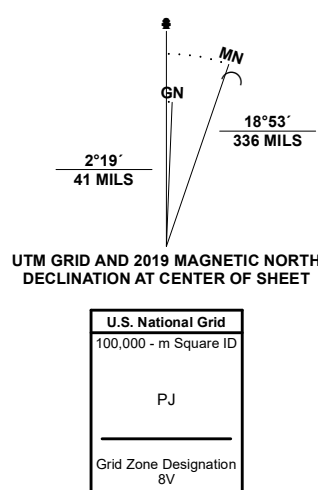 MN
GN
18°53´
336 MILS
2°19´
41 MILS
UTM GRID AND 2019 MAGNETIC NORTH
DECLINATION AT CENTER OF SHEET
U.S. National Grid
100,000 - m Square ID
PJ
Grid Zone Designation
8V